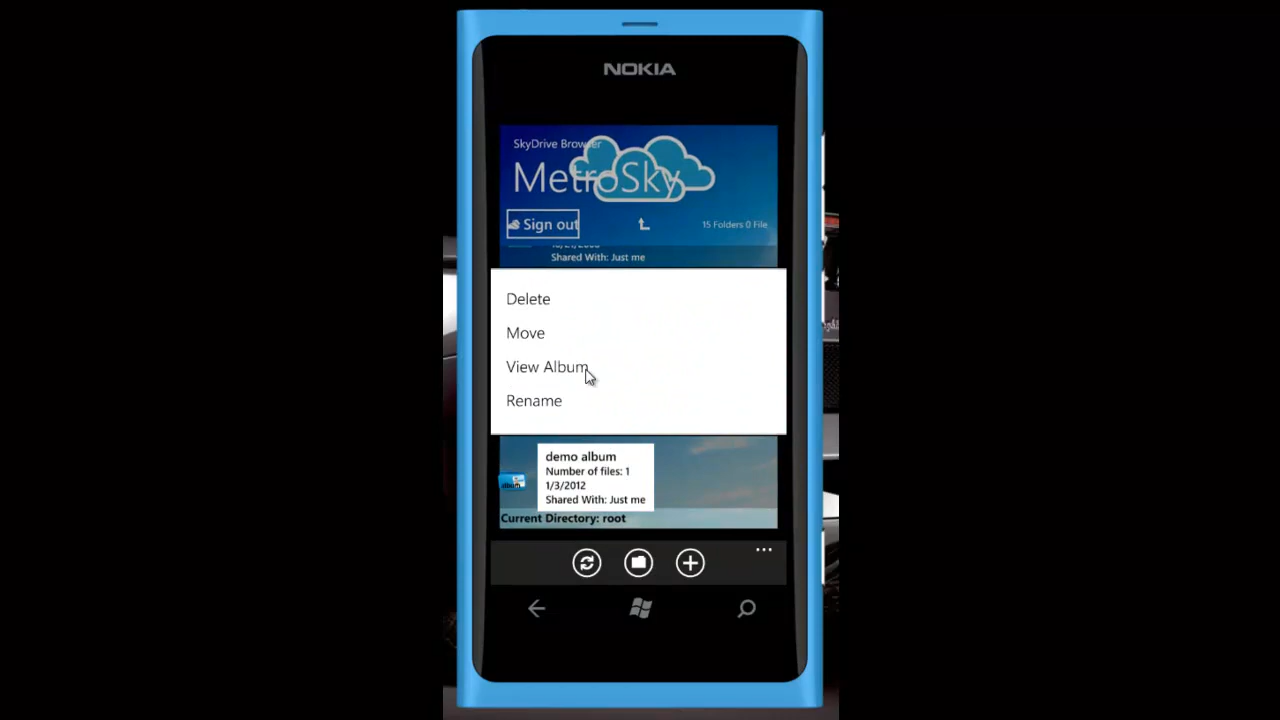 NOKIA
SkyDrive Browser
MetroSky
Sign out
15 Folders 0 File
Shared With: Just me
Delete
Move
View Album
Rename
demo album
Number of files: 1
1/3/2012
Shared With: Just me
Current Directory: root
...